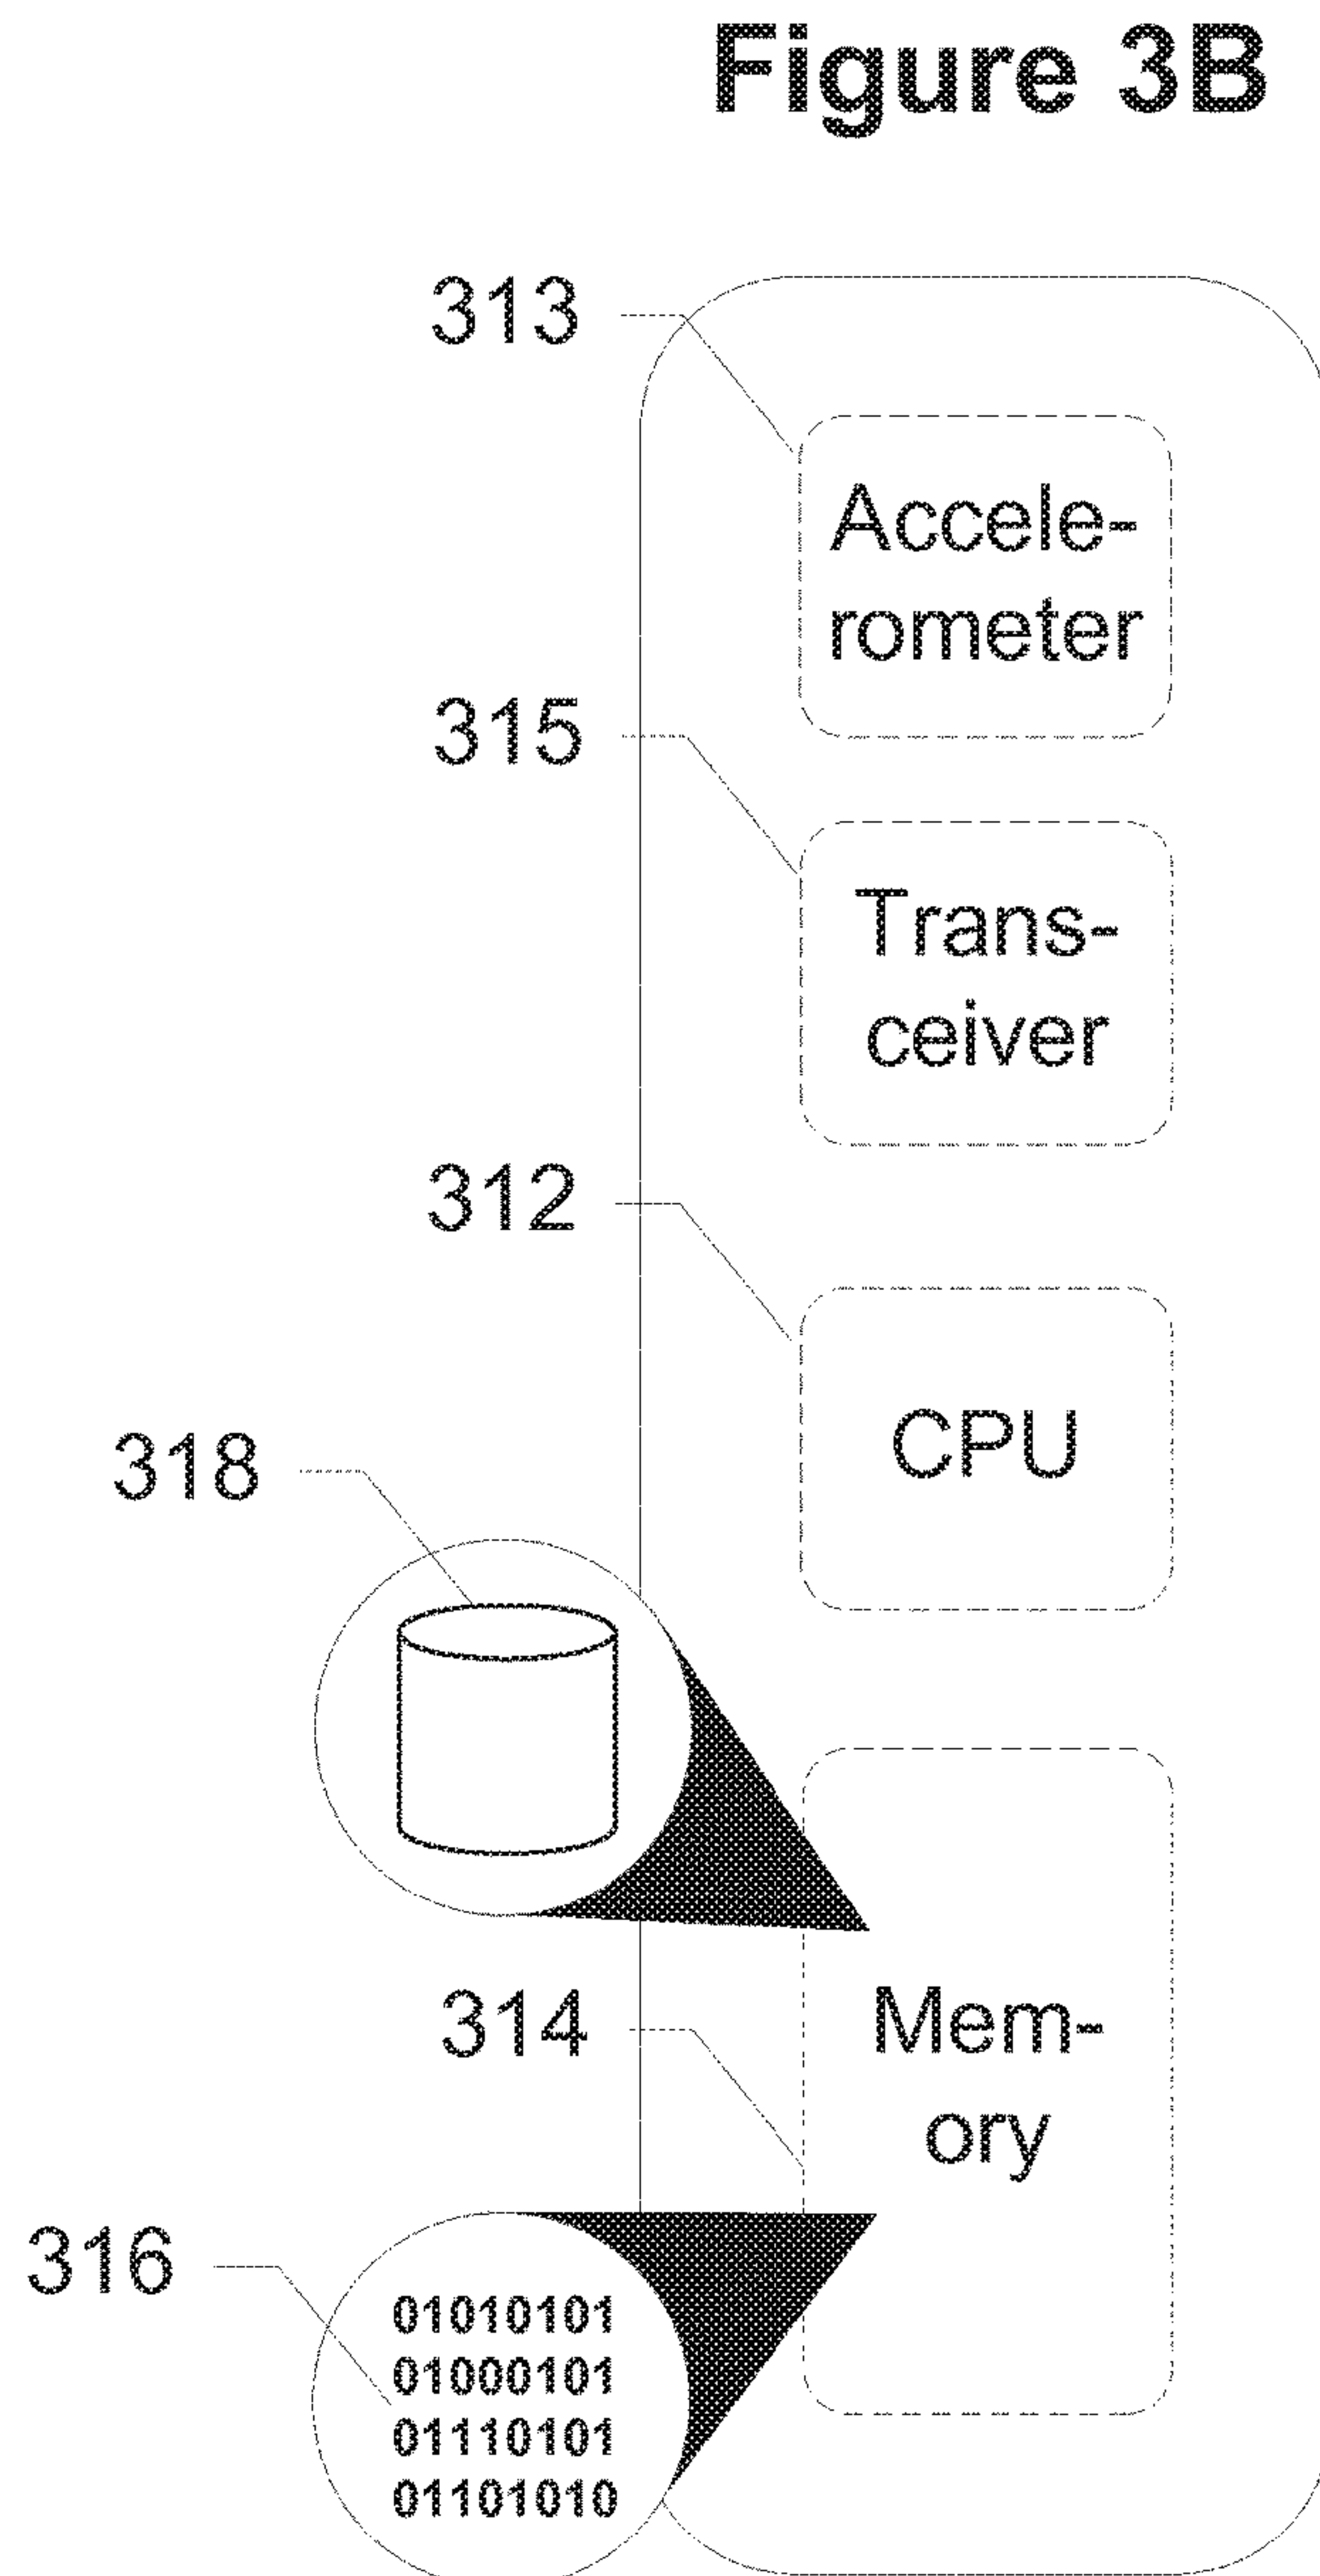 Figure 3B
313
Accele-
rometer
315
Trans-
ceiver
312
CPU
318
314
Mem-
ory
316
01010101
01000101
01110101
01101010